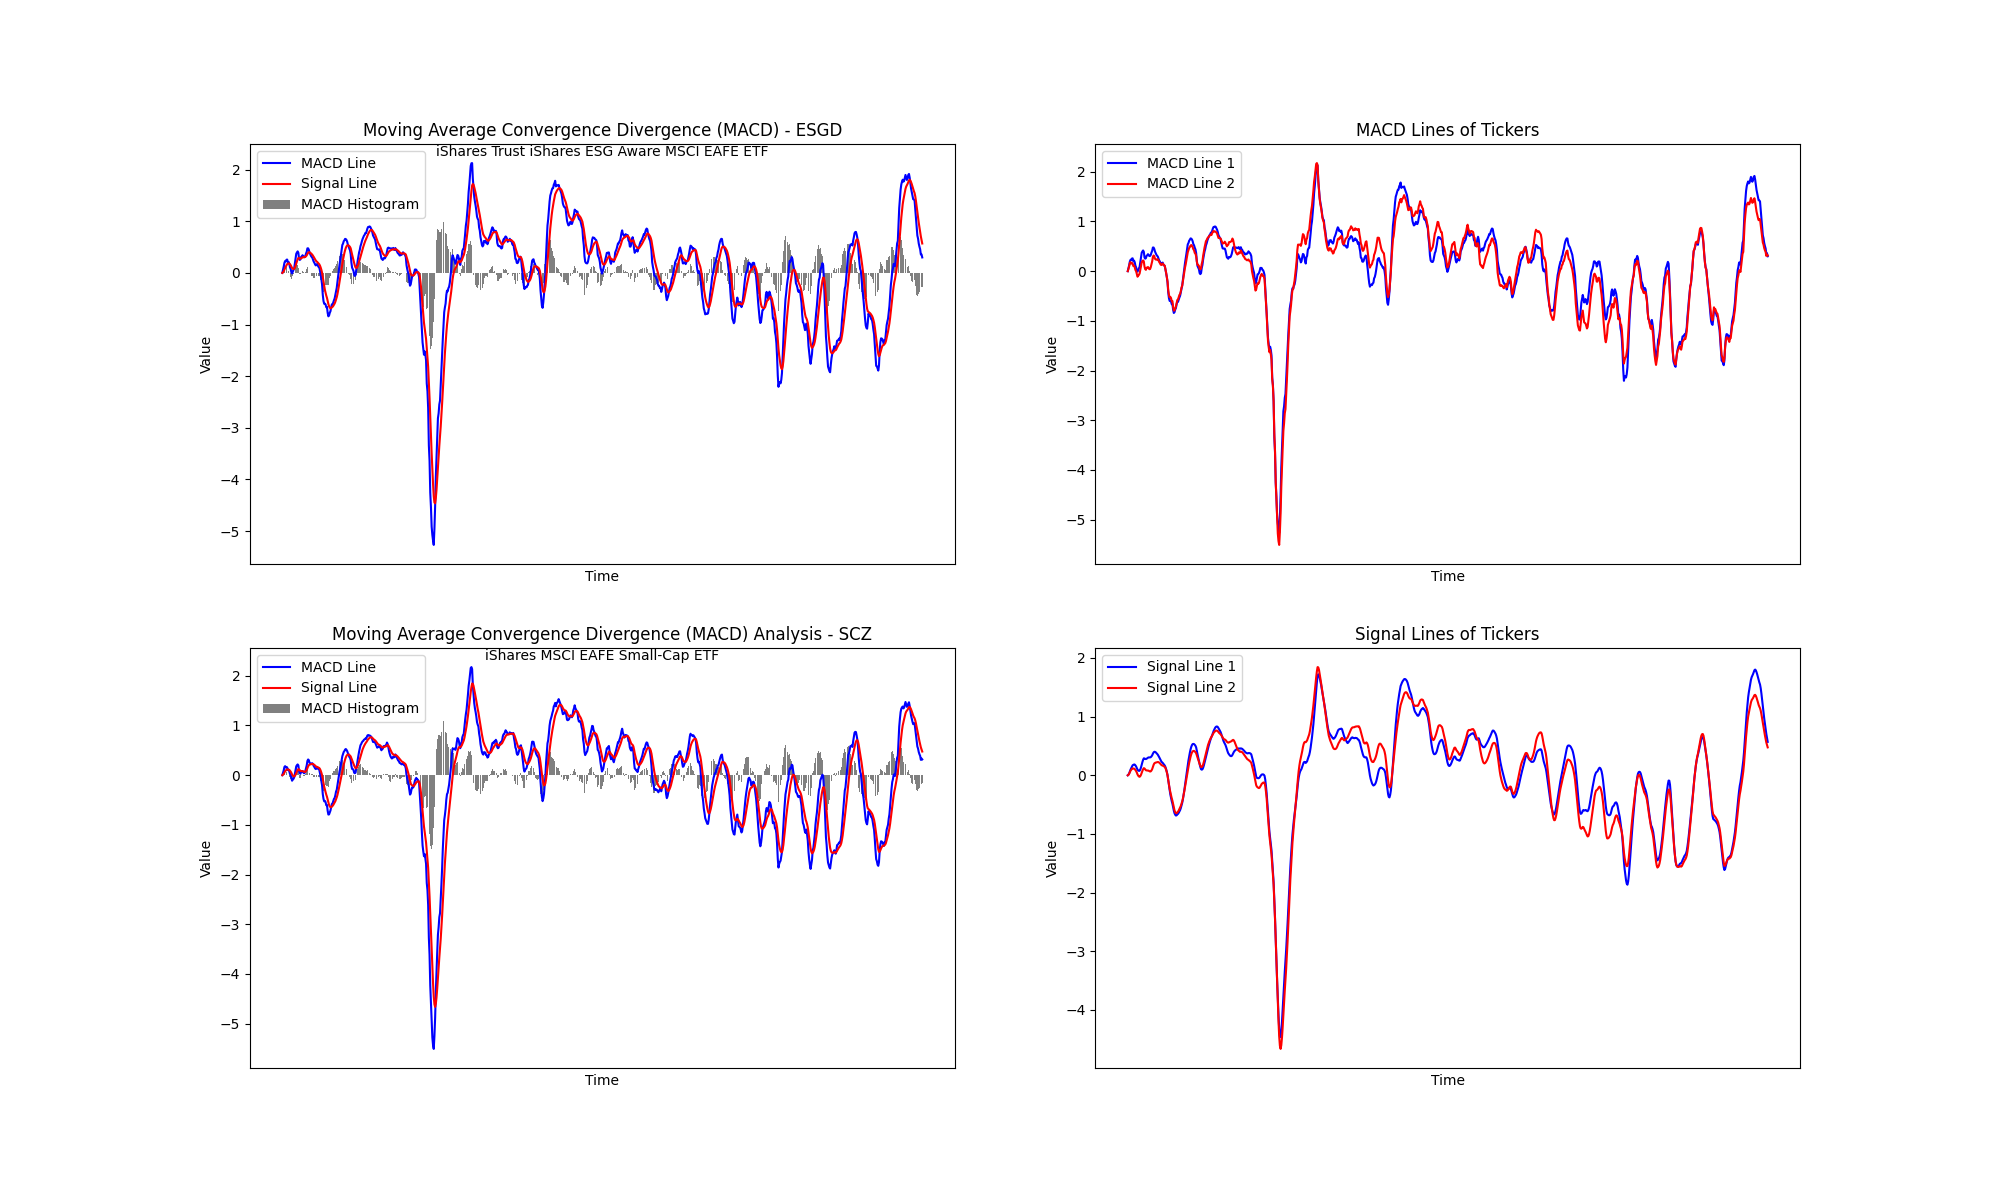 Moving Average Convergence Divergence (MACD) - ESGD
iShares Trust iShares ESG Aware MSCI EAFE ETF
MACD Line
Signal Line
MACD Histogram
2
1
0
−1
−2
−3
−4
−5
Value
Time
MACD Lines of Tickers
MACD Line 1
MACD Line 2
2
1
0
−1
−2
−3
−4
−5
Value
Time
Moving Average Convergence Divergence (MACD) Analysis - SCZ
iShares MSCI EAFE Small-Cap ETF
MACD Line
Signal Line
MACD Histogram
2
1
0
−1
−2
−3
−4
−5
Value
Time
Signal Lines of Tickers
Signal Line 1
Signal Line 2
2
1
0
−1
−2
−3
−4
Value
Time